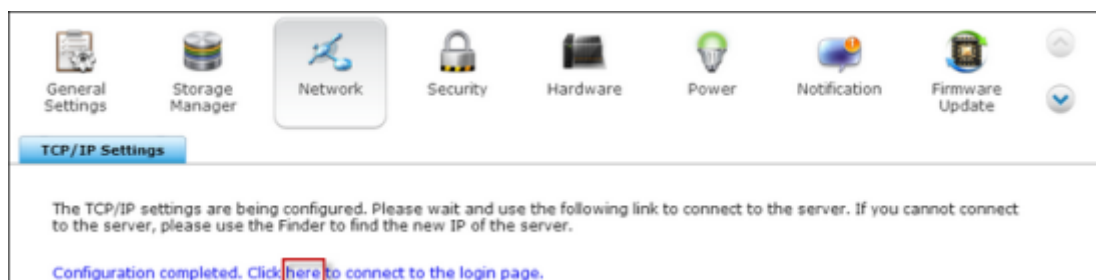 General Settings
Storage Manager
Network
Security
Hardware
Power
Notification
Firmware Update
TCP/IP Settings
The TCP/IP settings are being configured. Please wait and use the following link to connect to the server. If you cannot connect
to the server, please use the Finder to find the new IP of the server.
Configuration completed. Click here to connect to the login page.